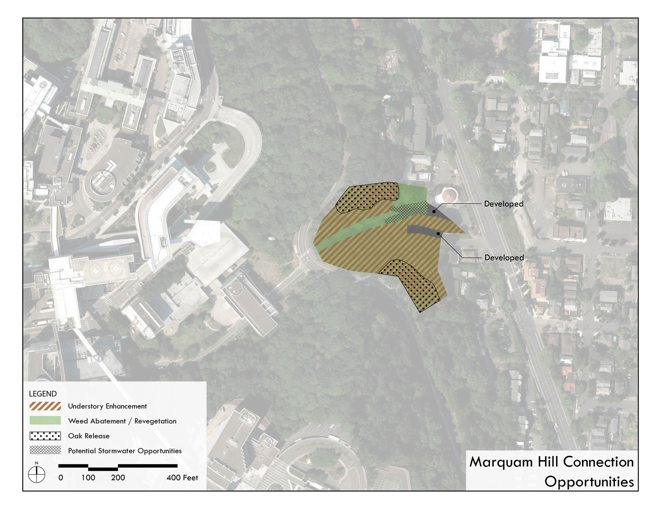 Developed
Developed
LEGEND
Understory Enhancement
Weed Abatement / Revegetation
Oak Release
Potential Stormwater Opportunities
N
0 100 200 400 Feet
Marquam Hill Connection
Opportunities